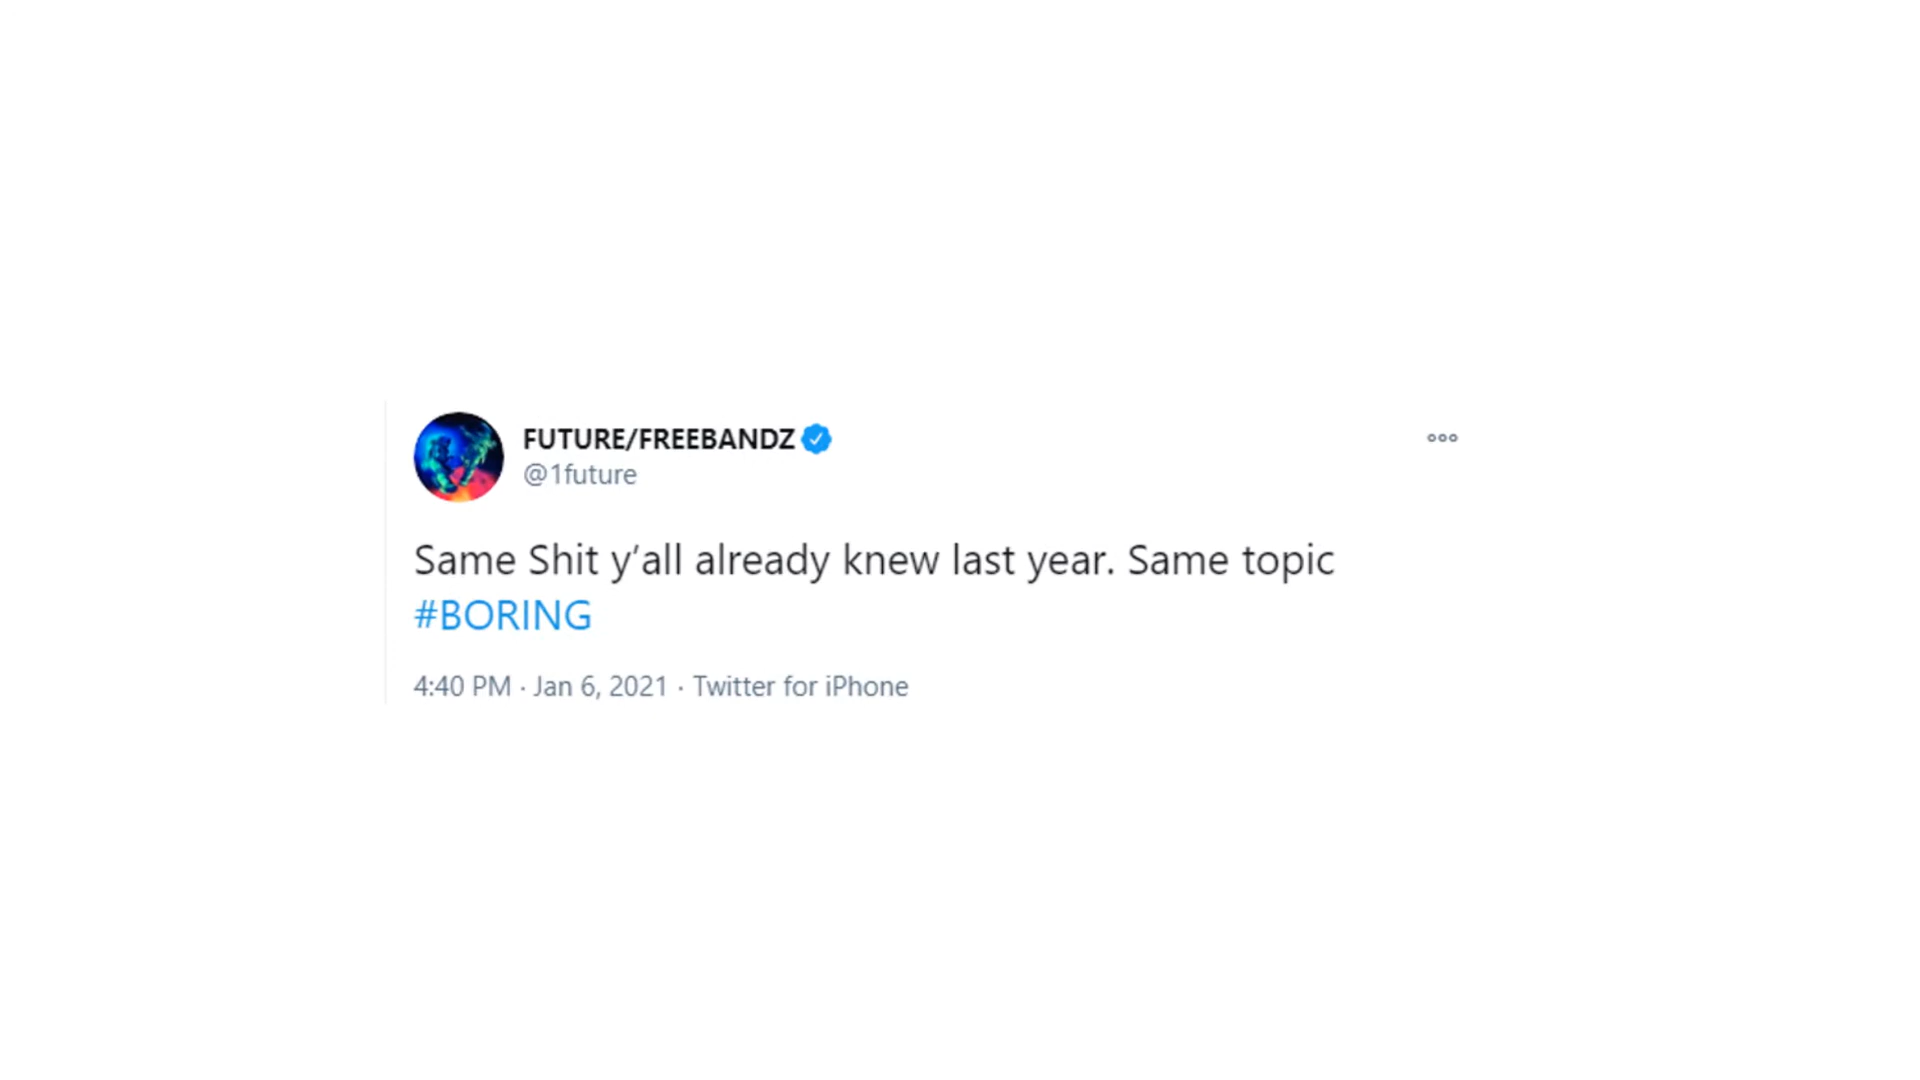 FUTURE/FREEBANDZ
@1future
Same Shit y’all already knew last year. Same topic
#BORING
4:40 PM · Jan 6, 2021 · Twitter for iPhone